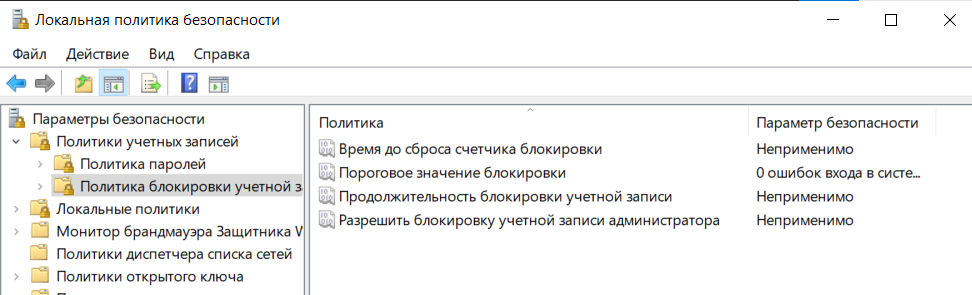 Локальная политика безопасности
Файл Действие Вид Справка
Параметры безопасности
Политики учетных записей
Политика паролей
Политика блокировки учетной за
Локальные политики
Монитор брандмауэра Защитника W
Политики диспетчера списка сетей
Политики открытого ключа
Политика Параметр безопасности
Время до сброса счетчика блокировки Неприменимо
Пороговое значение блокировки 0 ошибок входа в систе...
Продолжительность блокировки учетной записи Неприменимо
Разрешить блокировку учетной записи администратора Неприменимо